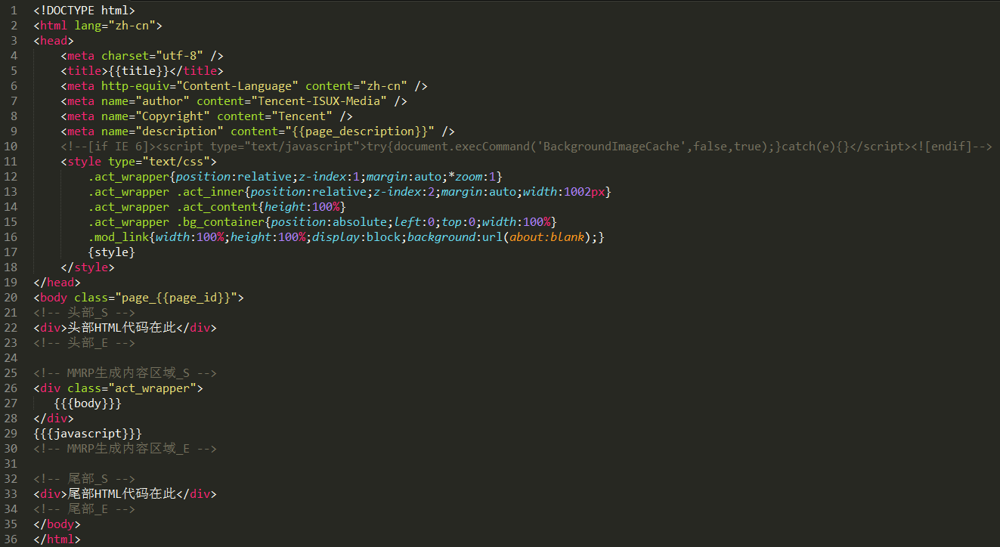 1 <!DOCTYPE html>
2 <html lang="zh-cn">
3 <head>
4     <meta charset="utf-8" />
5     <title>{{title}}</title>
6     <meta http-equiv="Content-Language" content="zh-cn" />
7     <meta name="author" content="Tencent-ISUX-Media" />
8     <meta name="Copyright" content="Tencent" />
9     <meta name="description" content="{{page_description}}" />
10     <!--[if IE 6]><script type="text/javascript">try{document.execCommand('BackgroundImageCache',false,true);}catch(e){}</script><![endif]-->
11     <style type="text/css">
12         .act_wrapper{position:relative;z-index:1;margin:auto;*zoom:1}
13         .act_wrapper .act_inner{position:relative;z-index:2;margin:auto;width:1002px}
14         .act_wrapper .act_content{height:100%}
15         .act_wrapper .bg_container{position:absolute;left:0;top:0;width:100%}
16         .mod_link{width:100%;height:100%;display:block;background:url(about:blank);}
17         {style}
18     </style>
19 </head>
20 <body class="page_{{page_id}}">
21 <!-- 头部_S -->
22 <div>头部HTML代码在此</div>
23 <!-- 头部_E -->
24
25 <!-- MMRP生成内容区域_S -->
26 <div class="act_wrapper">
27    {{{body}}}
28 </div>
29 {{{javascript}}}
30 <!-- MMRP生成内容区域_E -->
31
32 <!-- 尾部_S -->
33 <div>尾部HTML代码在此</div>
34 <!-- 尾部_E -->
35 </body>
36 </html>